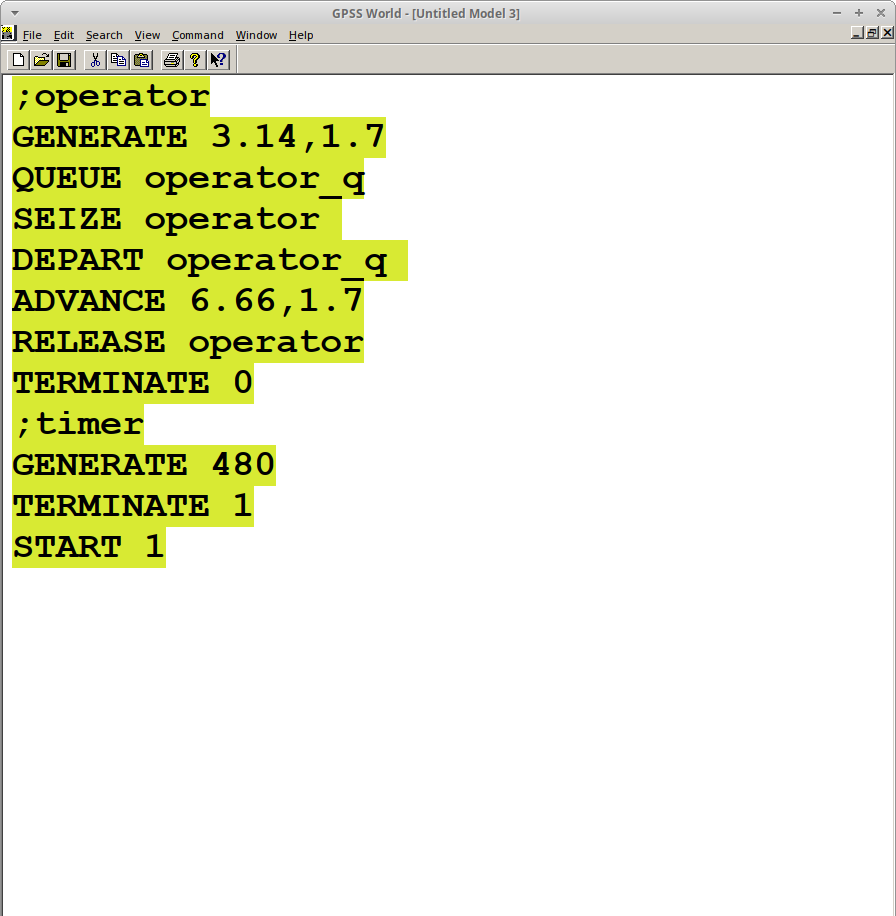 GPSS World - [Untitled Model 3]
File Edit Search View Command Window Help
;operator
GENERATE 3.14,1.7
QUEUE operator_q
SEIZE operator
DEPART operator_q
ADVANCE 6.66,1.7
RELEASE operator
TERMINATE 0
;timer
GENERATE 480
TERMINATE 1
START 1